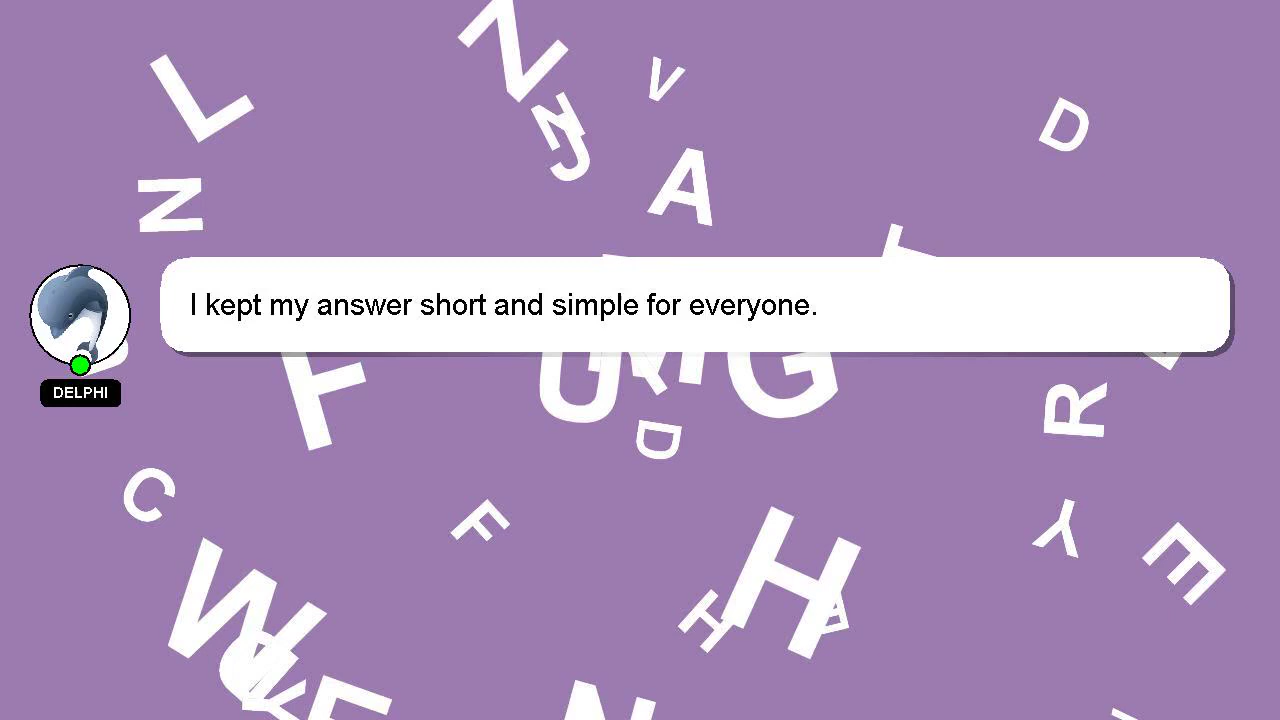 L
N
V
N
J
D
A
N
I kept my answer short and simple for everyone.
DELPHI
F
U
G
D
R
C
F
Y
E
H
W
H
A
N